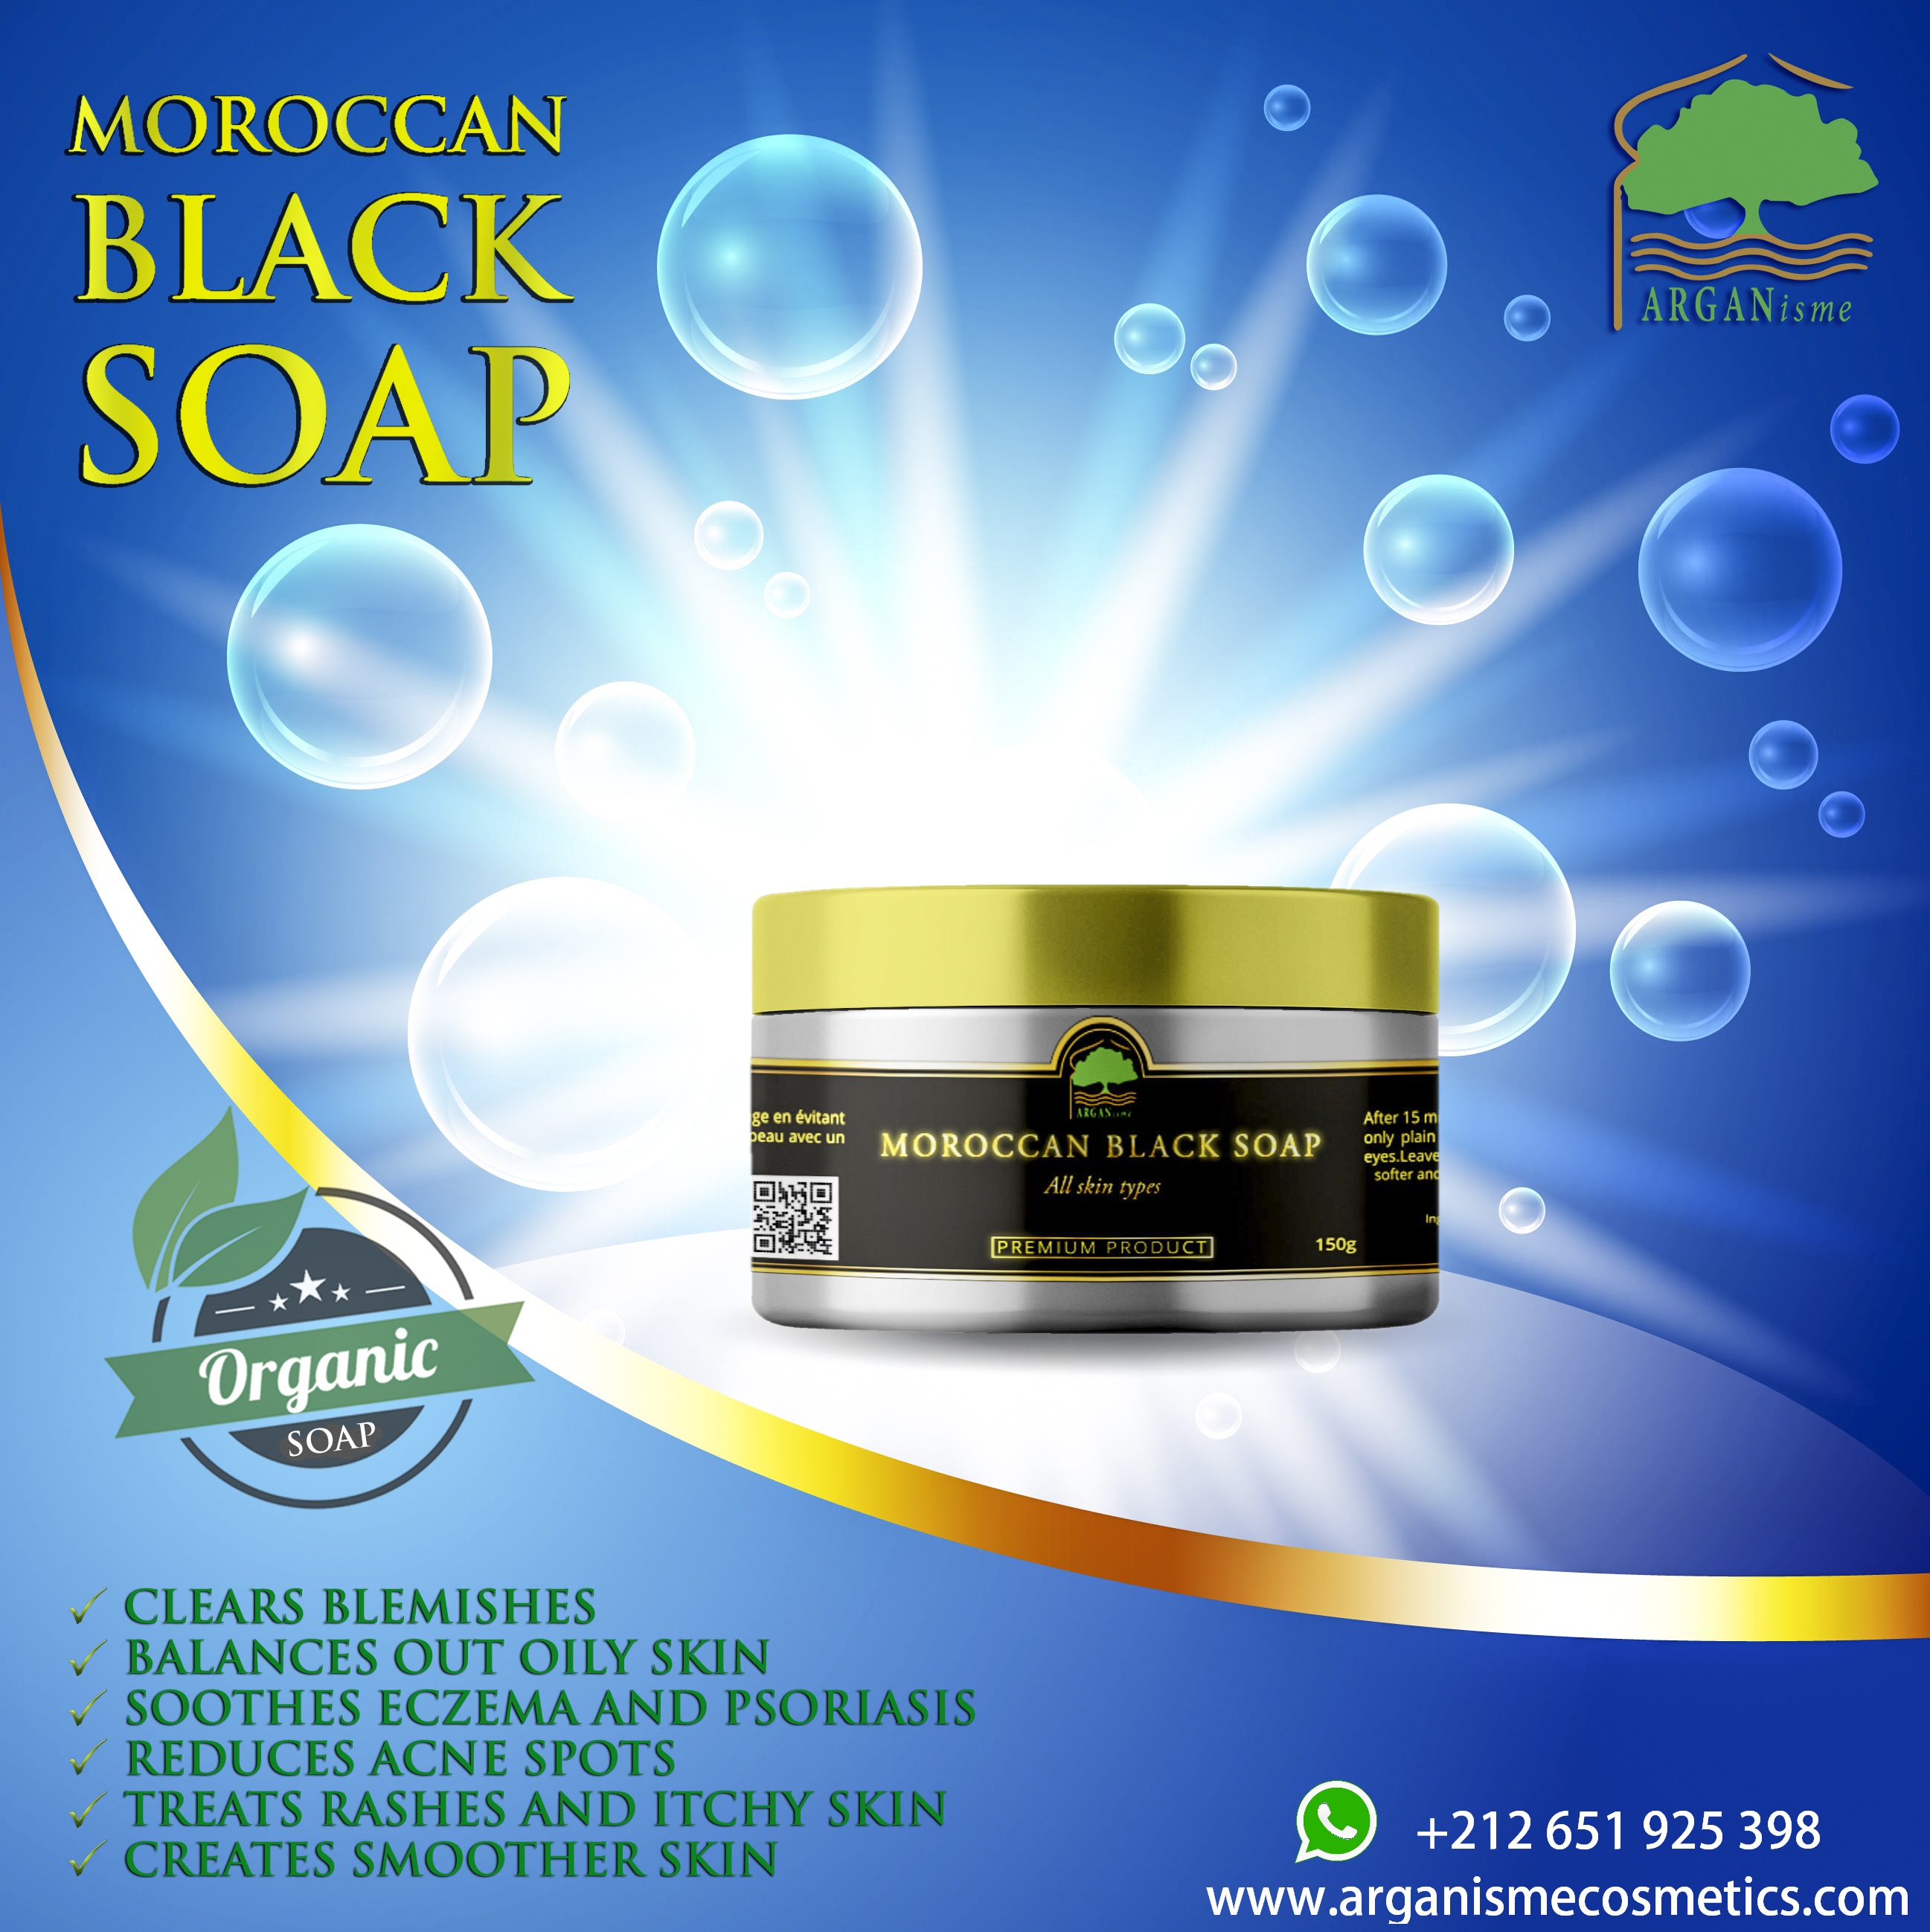 MOROCCAN
BLACK
SOAP
ARGANisme
ge en évitant
peau avec un
ARGANisme
MOROCCAN BLACK SOAP
All skin types
PREMIUM PRODUCT
150g
After 15 m
only plain
eyes.Leave
softer and
Organic
SOAP
CLEARS BLEMISHES
BALANCES OUT OILY SKIN
SOOTHES ECZEMA AND PSORIASIS
REDUCES ACNE SPOTS
TREATS RASHES AND ITCHY SKIN
CREATES SMOOTHER SKIN
+212 651 925 398
www.arganismecosmetics.com